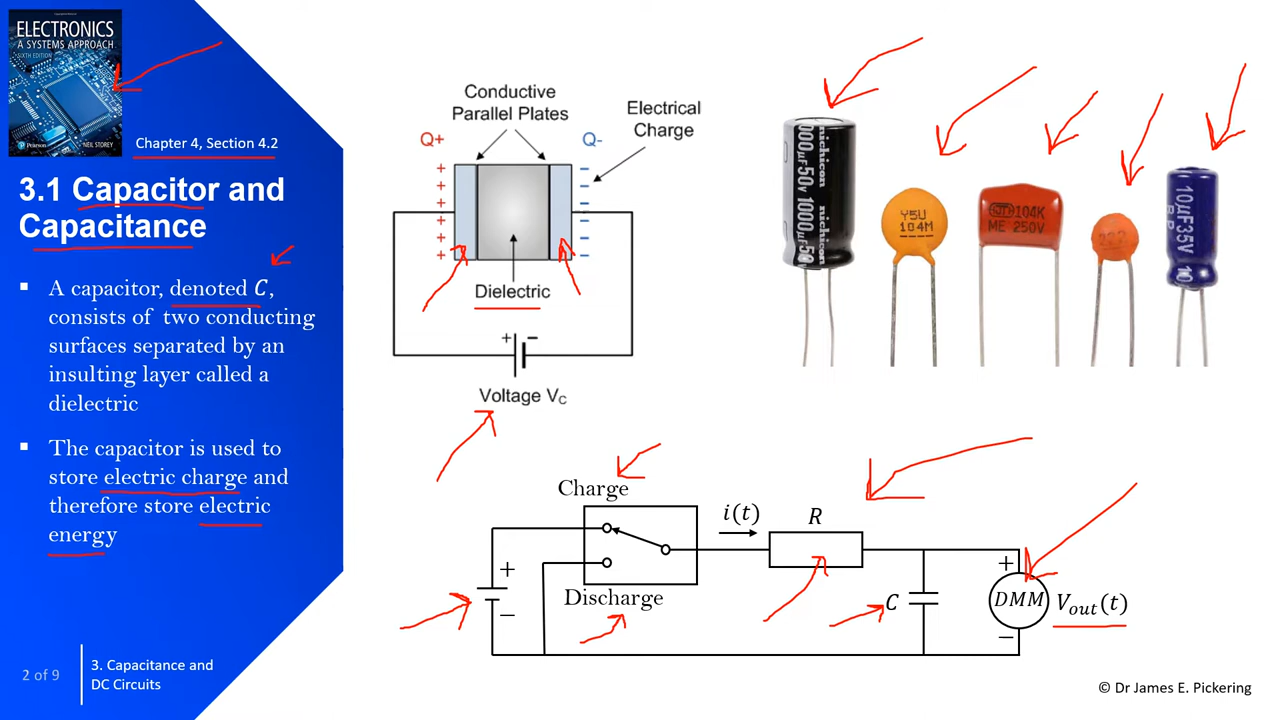 ELECTRONICS
A SYSTEMS APPROACH
SIXTH EDITION
Pearson
NEIL STOREY
Chapter 4, Section 4.2
3.1 Capacitor and
Capacitance
▪ A capacitor, denoted C,
consists of two conducting
surfaces separated by an
insulting layer called a
dielectric
▪ The capacitor is used to
store electric charge and
therefore store electric
energy
2 of 9
3. Capacitance and
DC Circuits
Conductive
Parallel Plates
Electrical
Charge
Q+
Q-
+
+
+
+
+
+
−
−
−
−
−
−
Dielectric
+
−
Voltage VC
nichicon
1000µF50V
nichicon
Y5U
104M
104K
ME 250V
10µF35V
B.P.
10
Charge
Discharge
i(t)
R
+
−
C
+
DMM
−
Vout(t)
© Dr James E. Pickering